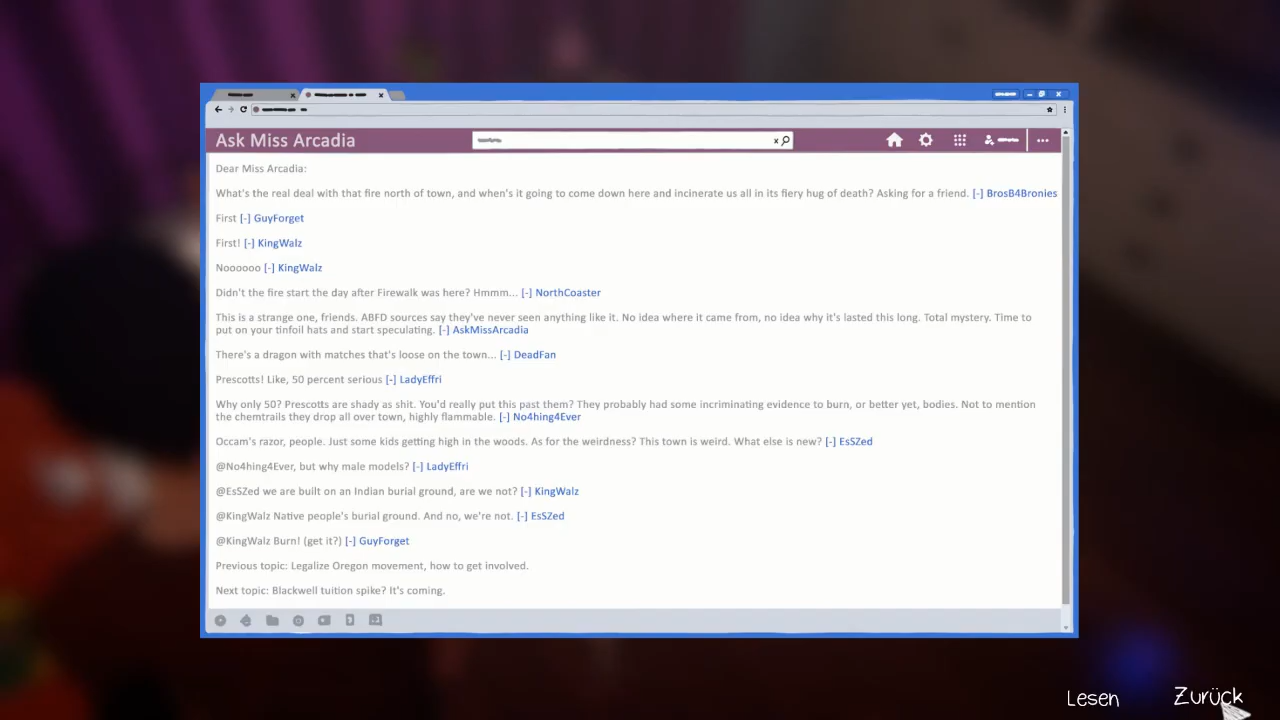 Ask Miss Arcadia
Dear Miss Arcadia:
What's the real deal with that fire north of town, and when's it going to come down here and incinerate us all in its fiery hug of death? Asking for a friend. [-] BrosB4Bronies
First [-] GuyForget
First! [-] KingWalz
Noooooo [-] KingWalz
Didn't the fire start the day after Firewalk was here? Hmmm... [-] NorthCoaster
This is a strange one, friends. ABFD sources say they've never seen anything like it. No idea where it came from, no idea why it's lasted this long. Total mystery. Time to
put on your tinfoil hats and start speculating. [-] AskMissArcadia
There's a dragon with matches that's loose on the town... [-] DeadFan
Prescotts! Like, 50 percent serious [-] LadyEffri
Why only 50? Prescotts are shady as shit. You'd really put this past them? They probably had some incriminating evidence to burn, or better yet, bodies. Not to mention
the chemtrails they drop all over town, highly flammable. [-] No4hing4Ever
Occam's razor, people. Just some kids getting high in the woods. As for the weirdness? This town is weird. What else is new? [-] EsSZed
@No4hing4Ever, but why male models? [-] LadyEffri
@EsSZed we are built on an Indian burial ground, are we not? [-] KingWalz
@KingWalz Native people's burial ground. And no, we're not. [-] EsSZed
@KingWalz Burn! (get it?) [-] GuyForget
Previous topic: Legalize Oregon movement, how to get involved.
Next topic: Blackwell tuition spike? It's coming.
Lesen
Zurück